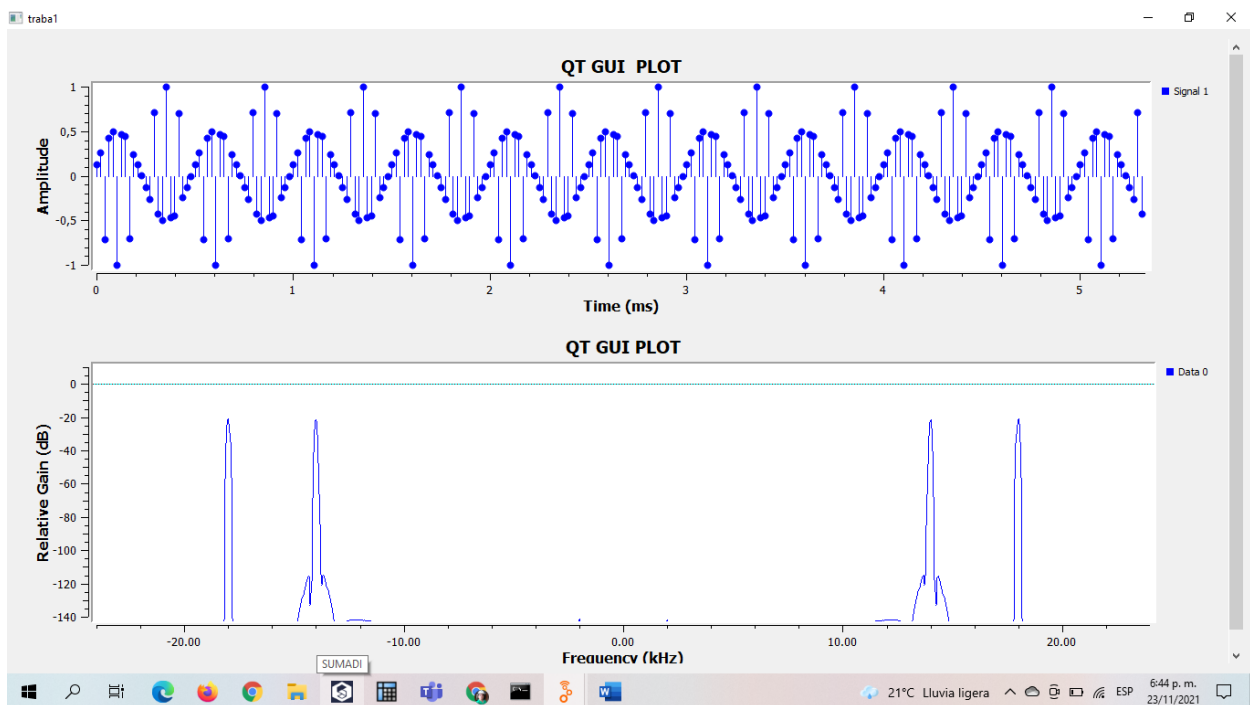 traba1
QT GUI PLOT
Signal 1
1
0,5
0
-0,5
-1
Amplitude
0 1 2 3 4 5
Time (ms)
QT GUI PLOT
Data 0
0
-20
-40
-60
-80
-100
-120
-140
Relative Gain (dB)
-20.00 -10.00 0.00 10.00 20.00
Frequency (kHz)
SUMADI
21°C Lluvia ligera ESP 6:44 p. m.
23/11/2021